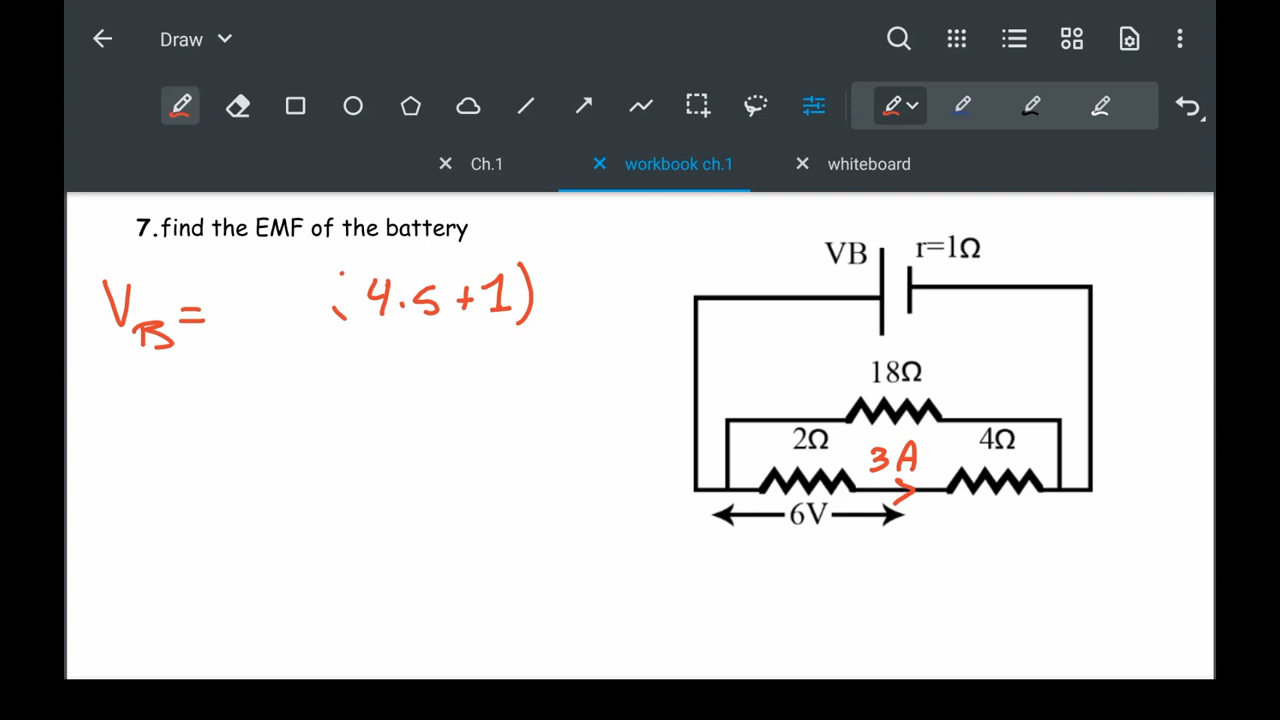 Draw
Ch.1
workbook ch.1
whiteboard
7.find the EMF of the battery
VB = (4.5+1)
VB
r=1Ω
18Ω
2Ω
4Ω
3A
6V